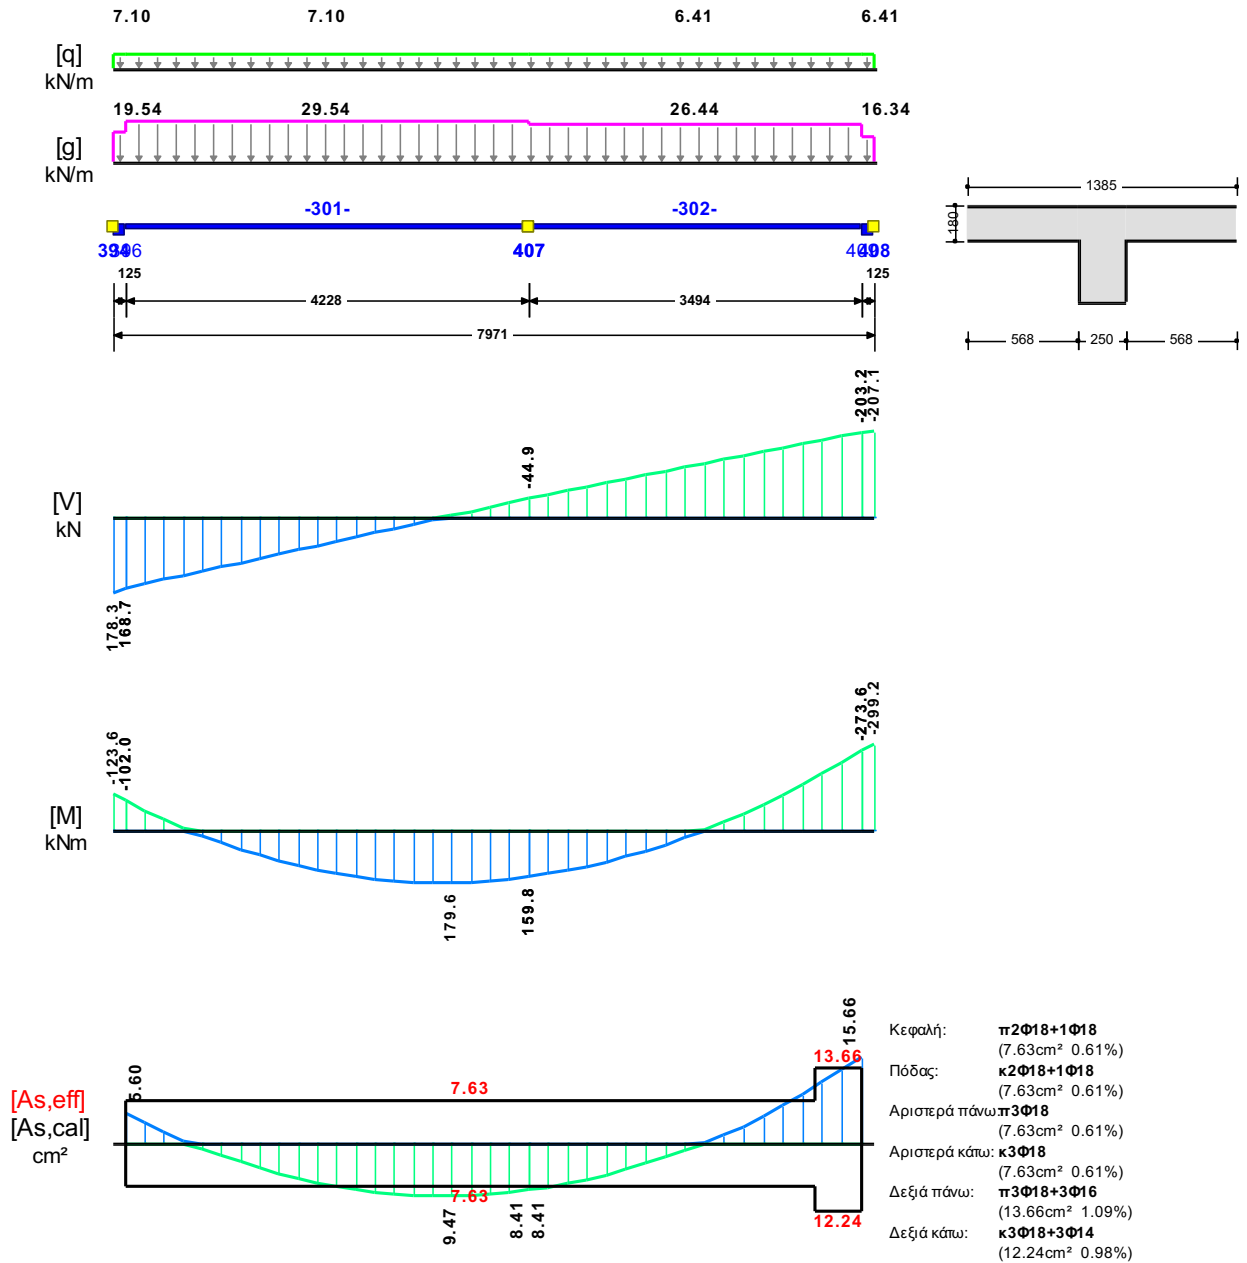 7.10 7.10 6.41 6.41
[q]
kN/m
19.54 29.54 26.44 16.34
[g]
kN/m
-301- -302-
394 407 408
125 4228 3494 125
7971
1385
180
568 250 568
[V]
kN
178.3
168.7
-44.9
-203.2
-207.1
[M]
kNm
-123.6
-102.0
179.6
159.8
-273.6
-299.2
[As,eff]
[As,cal]
cm²
5.60
7.63
13.66
15.66
7.63
9.47
8.41
8.41
12.24
Κεφαλή: π2Φ18+1Φ18
(7.63cm² 0.61%)
Πόδας: κ2Φ18+1Φ18
(7.63cm² 0.61%)
Αριστερά πάνω: π3Φ18
(7.63cm² 0.61%)
Αριστερά κάτω: κ3Φ18
(7.63cm² 0.61%)
Δεξιά πάνω: π3Φ18+3Φ16
(13.66cm² 1.09%)
Δεξιά κάτω: κ3Φ18+3Φ14
(12.24cm² 0.98%)